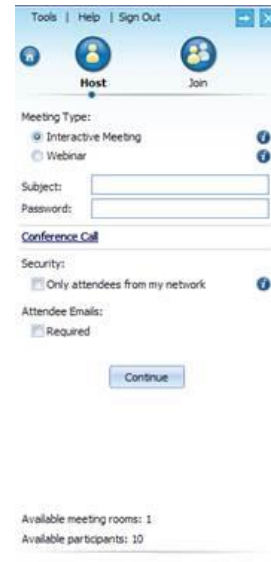 Tools | Help | Sign Out
Host Join
Meeting Type:
Interactive Meeting
Webinar
Subject:
Password:
Conference Call
Security:
Only attendees from my network
Attendee Emails:
Required
Continue
Available meeting rooms: 1
Available participants: 10